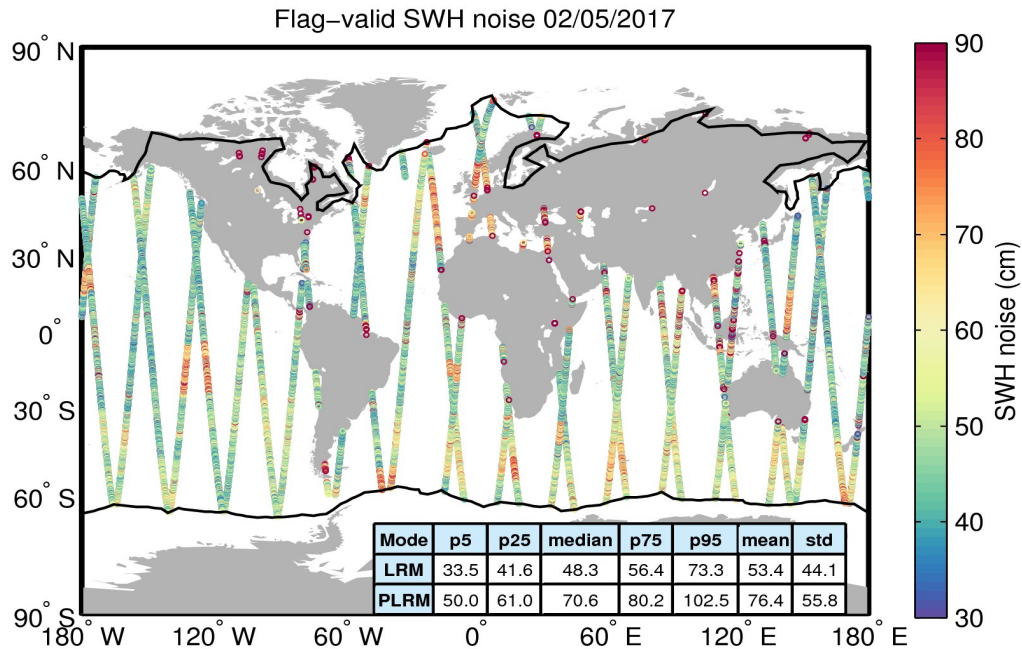 Flag−valid SWH noise 02/05/2017
90° N
60° N
30° N
0°
30° S
60° S
90° S
180° W
120° W
60° W
0°
60° E
120° E
180° E
Mode p5 p25 median p75 p95 mean std
LRM 33.5 41.6 48.3 56.4 73.3 53.4 44.1
PLRM 50.0 61.0 70.6 80.2 102.5 76.4 55.8
90
80
70
60
50
40
30
SWH noise (cm)